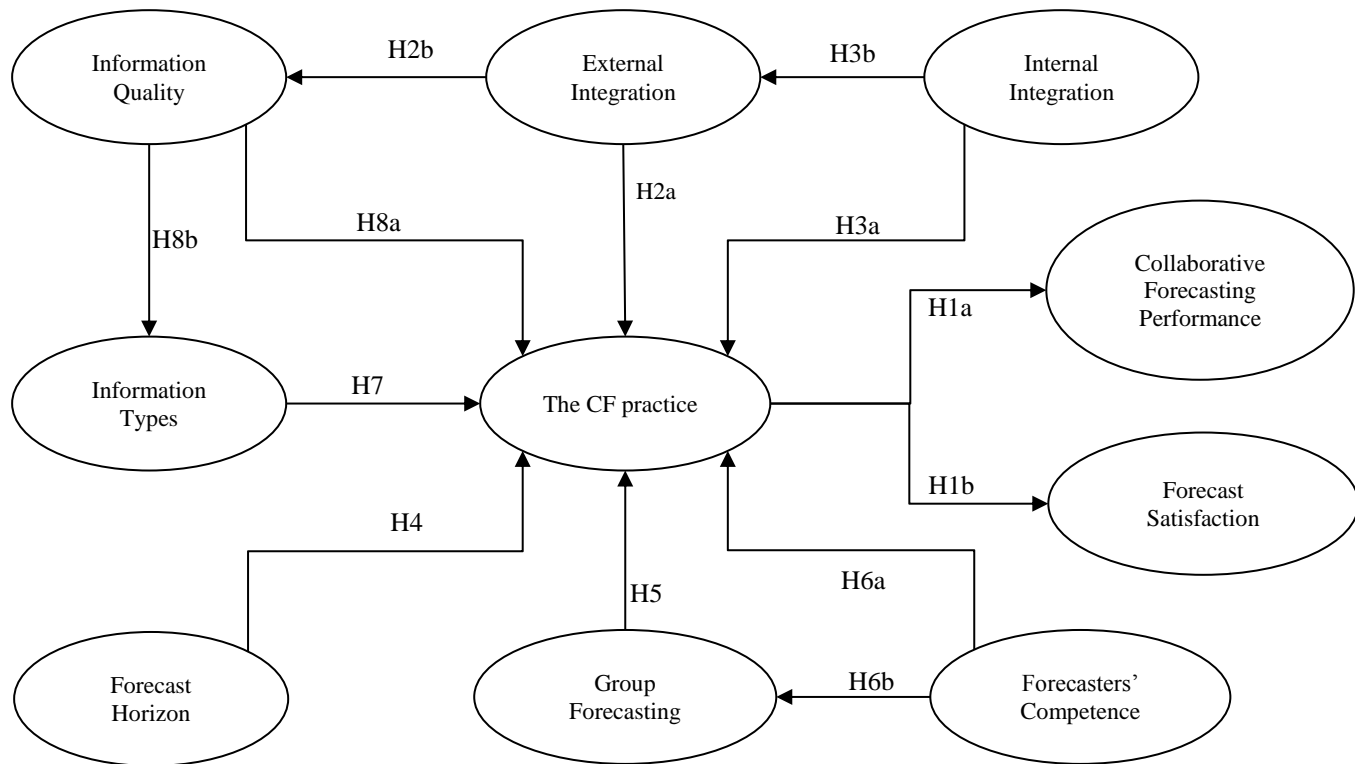 H2b
H3b
Information
Quality
External
Integration
Internal
Integration
H2a
H8a
H3a
H8b
Collaborative
Forecasting
Performance
H1a
Information
Types
H7
The CF practice
H1b
Forecast
Satisfaction
H4
H5
H6a
Forecast
Horizon
Group
Forecasting
H6b
Forecasters’
Competence